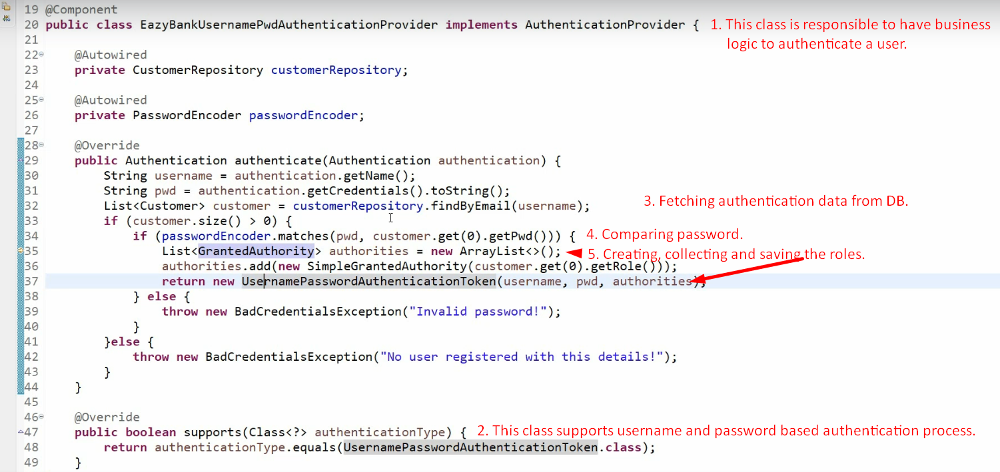 19 @Component
20 public class EazyBankUsernamePwdAuthenticationProvider implements AuthenticationProvider { 1. This class is responsible to have business
logic to authenticate a user.
21
22 @Autowired
23 private CustomerRepository customerRepository;
24
25 @Autowired
26 private PasswordEncoder passwordEncoder;
27
28 @Override
29 public Authentication authenticate(Authentication authentication) {
30 String username = authentication.getName();
31 String pwd = authentication.getCredentials().toString();
32 List<Customer> customer = customerRepository.findByEmail(username); 3. Fetching authentication data from DB.
33 if (customer.size() > 0) {
34 if (passwordEncoder.matches(pwd, customer.get(0).getPwd())) { 4. Comparing password.
35 List<GrantedAuthority> authorities = new ArrayList<>(); 5. Creating, collecting and saving the roles.
36 authorities.add(new SimpleGrantedAuthority(customer.get(0).getRole()));
37 return new UsernamePasswordAuthenticationToken(username, pwd, authorities);
38 } else {
39 throw new BadCredentialsException("Invalid password!");
40 }
41 }else {
42 throw new BadCredentialsException("No user registered with this details!");
43 }
44 }
45
46 @Override
47 public boolean supports(Class<?> authenticationType) { 2. This class supports username and password based authentication process.
48 return authenticationType.equals(UsernamePasswordAuthenticationToken.class);
49 }